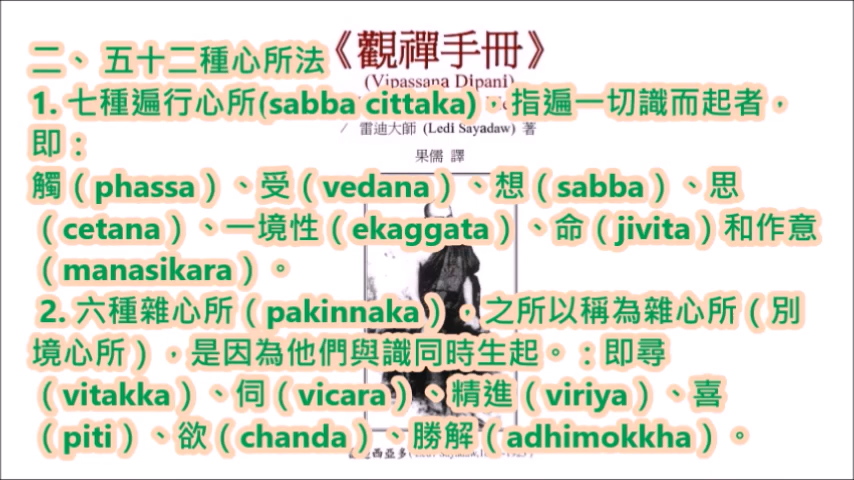 《觀禪手冊》
(Vipassana Dipani)
雷迪大師 (Ledi Sayadaw) 著
果儒 譯
二、 五十二種心所法
1. 七種遍行心所(sabba cittaka)，指遍一切識而起者，
即：
觸（phassa）、受（vedana）、想（sabba）、思
（cetana）、一境性（ekaggata）、命（jivita）和作意
（manasikara）。
2. 六種雜心所（pakinnaka），之所以稱為雜心所（別
境心所），是因為他們與識同時生起。：即尋
（vitakka）、伺（vicara）、精進（viriya）、喜
（piti）、欲（chanda）、勝解（adhimokkha）。
西亞多